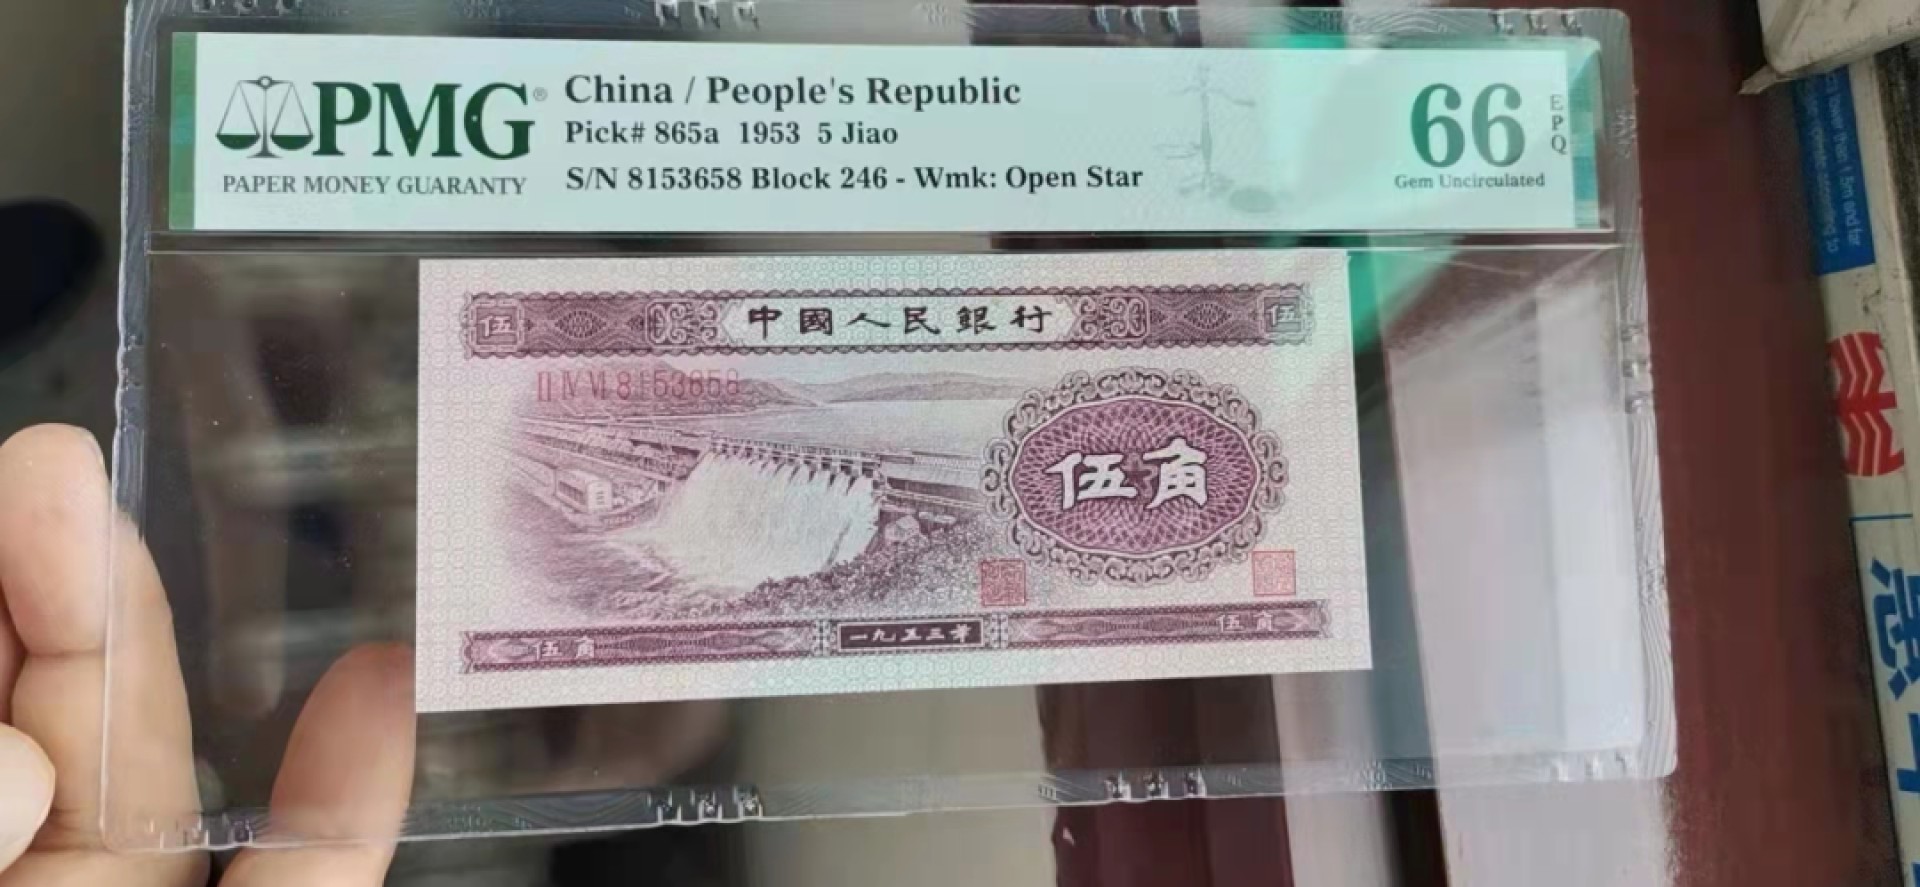 PMG®
PAPER MONEY GUARANTY
China / People's Republic
Pick# 865a 1953 5 Jiao
S/N 8153658 Block 246 - Wmk: Open Star
66 EPQ
Gem Uncirculated
伍 中國人民銀行 伍
II IV VI 8153658
伍角
伍角 一九五三年 伍角